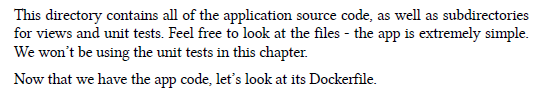 This directory contains all of the application source code, as well as subdirectories
for views and unit tests. Feel free to look at the files - the app is extremely simple.
We won’t be using the unit tests in this chapter.
Now that we have the app code, let’s look at its Dockerfile.